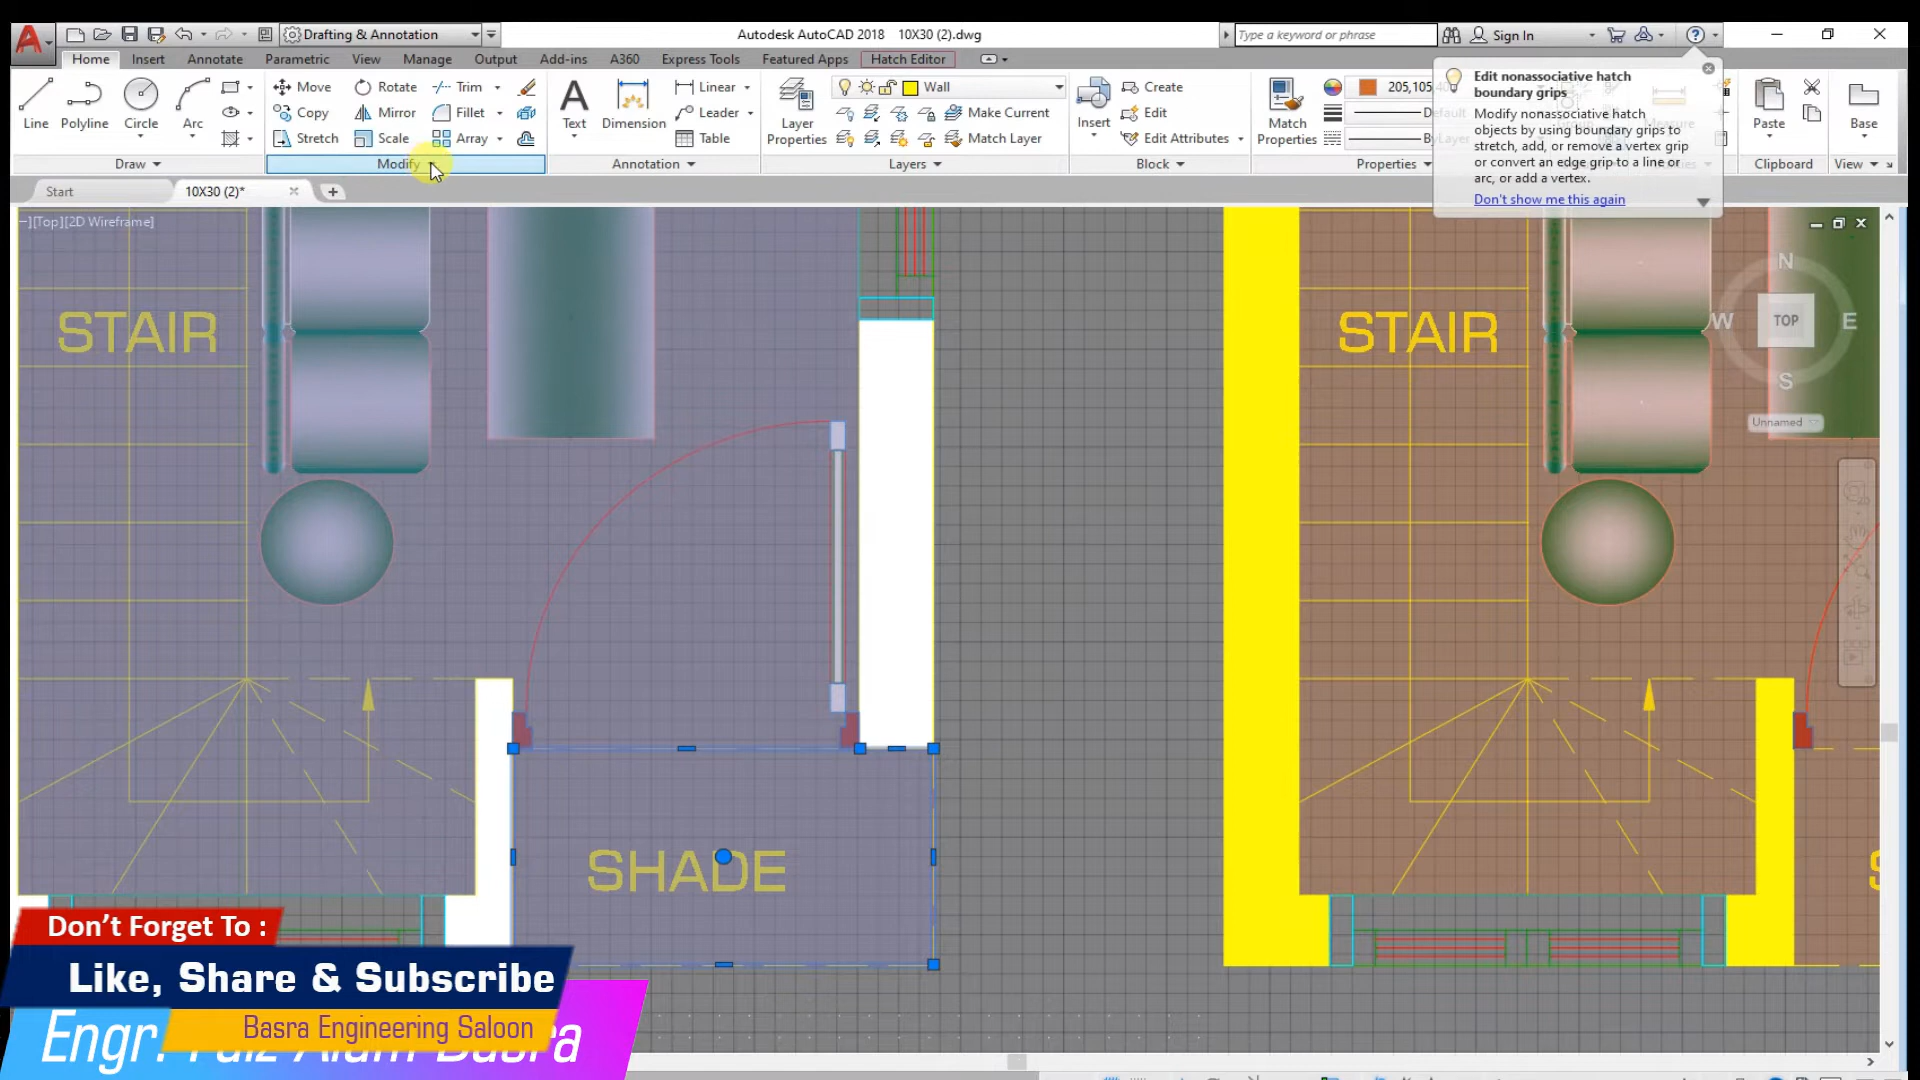 Drafting & Annotation
Autodesk AutoCAD 2018 10X30 (2).dwg
Type a keyword or phrase
Sign In
Home Insert Annotate Parametric View Manage Output Add-ins A360 Express Tools Featured Apps Hatch Editor
Edit nonassociative hatch
boundary grips
Modify nonassociative hatch
objects by using boundary grips to
stretch, add, or remove a vertex grip
or convert an edge grip to a line or
arc, or add a vertex.
Don't show me this again
Line Polyline Circle Arc
Draw
Move Rotate Trim
Copy Mirror Fillet
Stretch Scale Array
Modify
Text Dimension
Linear
Leader
Table
Annotation
Layer
Properties
Wall
Make Current
Match Layer
Layers
Insert
Create
Edit
Edit Attributes
Block
Match
Properties
205,105,
Properties
Paste
Clipboard
Base
View
Start 10X30 (2)*
[Top][2D Wireframe]
N
W TOP E
S
Unnamed
STAIR
STAIR
SHADE
S
Don't Forget To :
Like, Share & Subscribe
Basra Engineering Saloon
Engr.